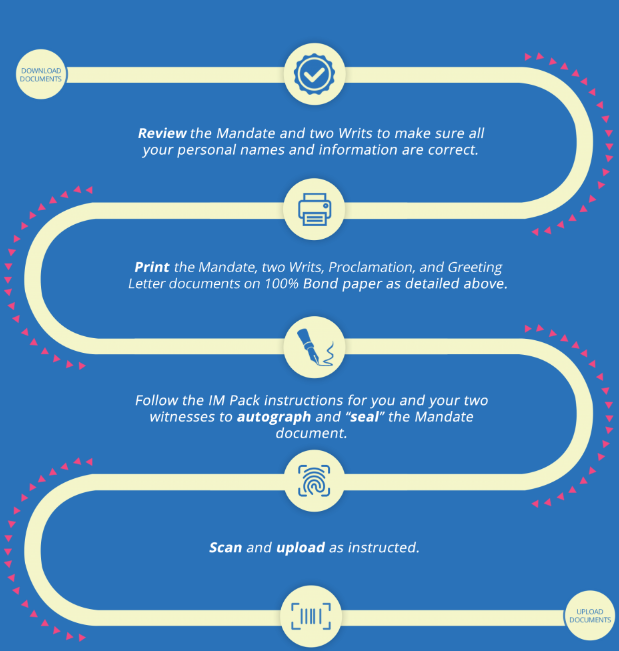 DOWNLOAD
DOCUMENTS
Review the Mandate and two Writs to make sure all
your personal names and information are correct.
Print the Mandate, two Writs, Proclamation, and Greeting
Letter documents on 100% Bond paper as detailed above.
Follow the IM Pack instructions for you and your two
witnesses to autograph and “seal” the Mandate
document.
Scan and upload as instructed.
UPLOAD
DOCUMENTS